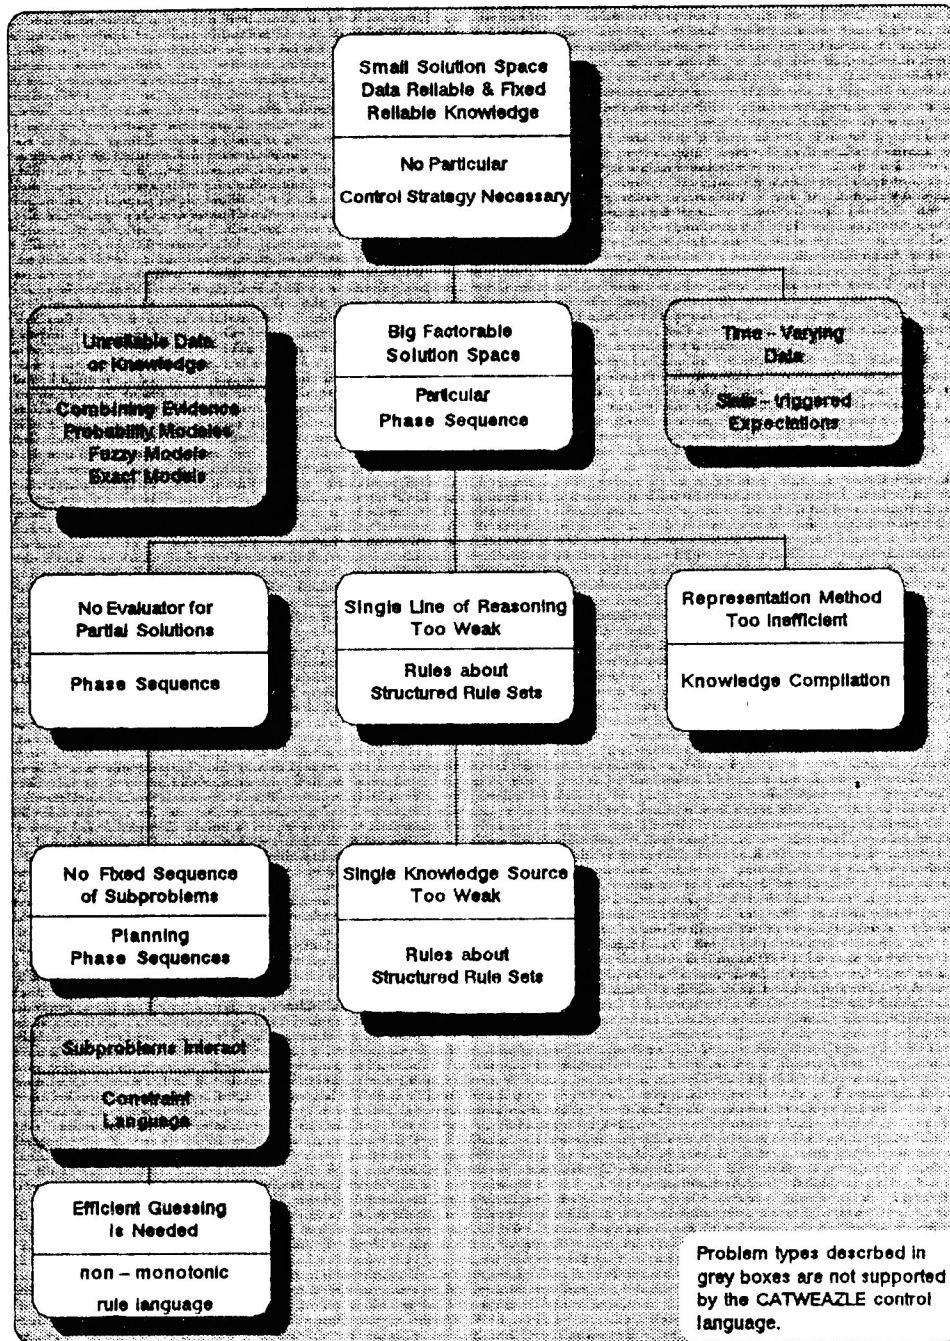 Small Solution Space
Data Reliable & Fixed
Reliable Knowledge
No Particular
Control Strategy Necessary
Unreliable Data
or Knowledge
Combining Evidence
Probability Modeles
Fuzzy Models
Exact Models
Big Factorable
Solution Space
Particular
Phase Sequence
Time - Varying
Data
State - triggered
Expectations
No Evaluator for
Partial Solutions
Phase Sequence
Single Line of Reasoning
Too Weak
Rules about
Structured Rule Sets
Representation Method
Too Inefficient
Knowledge Compilation
No Fixed Sequence
of Subproblems
Planning
Phase Sequences
Single Knowledge Source
Too Weak
Rules about
Structured Rule Sets
Subproblems Interact
Constraint
Language
Efficient Guessing
is Needed
non - monotonic
rule language
Problem types descrbed in
grey boxes are not supported
by the CATWEAZLE control
language.